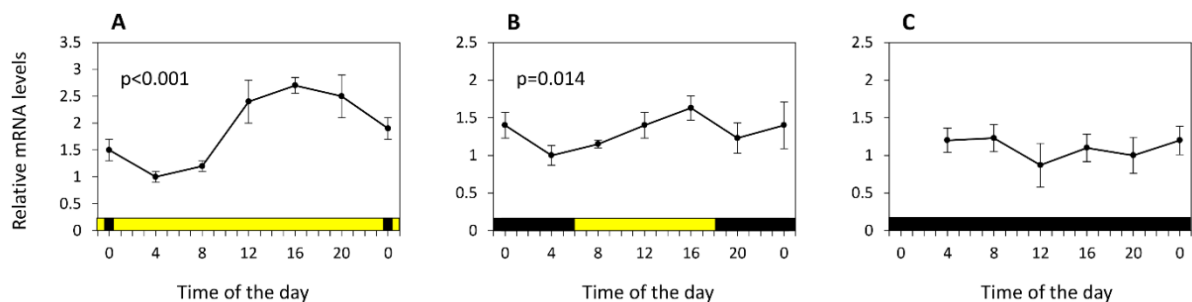 A B C
Relative mRNA levels
3.5 2.5 2.5
3
2.5 2 2
p<0.001 p=0.014
2 1.5 1.5
1.5 1 1
1
0.5 0.5 0.5
0 0 0
0 4 8 12 16 20 0 0 4 8 12 16 20 0 0 4 8 12 16 20 0
Time of the day Time of the day Time of the day